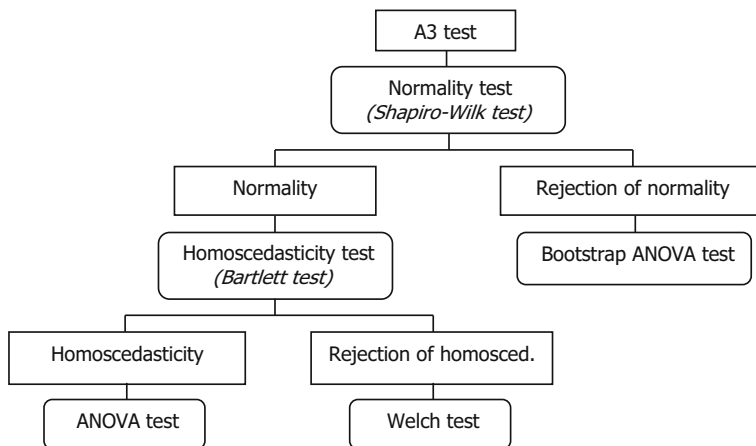 A3 test
Normality test
(Shapiro-Wilk test)
Normality
Rejection of normality
Homoscedasticity test
(Bartlett test)
Bootstrap ANOVA test
Homoscedasticity
Rejection of homosced.
ANOVA test
Welch test